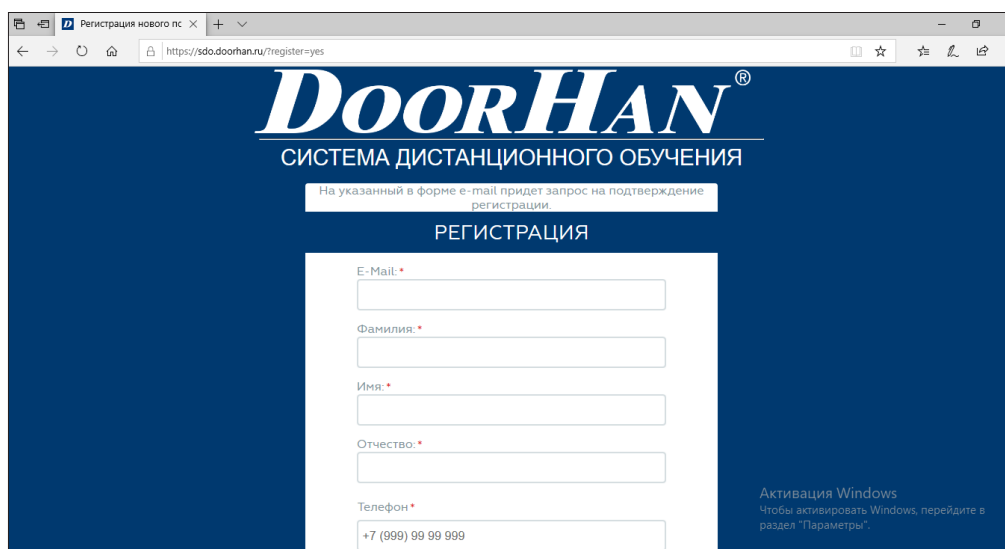 Регистрация нового пс
https://sdo.doorhan.ru/?register=yes
DOORHAN®
СИСТЕМА ДИСТАНЦИОННОГО ОБУЧЕНИЯ
На указанный в форме e-mail придет запрос на подтверждение
регистрации.
РЕГИСТРАЦИЯ
E-Mail:*
Фамилия:*
Имя:*
Отчество:*
Телефон*
+7 (999) 99 99 999
Активация Windows
Чтобы активировать Windows, перейдите в
раздел "Параметры".